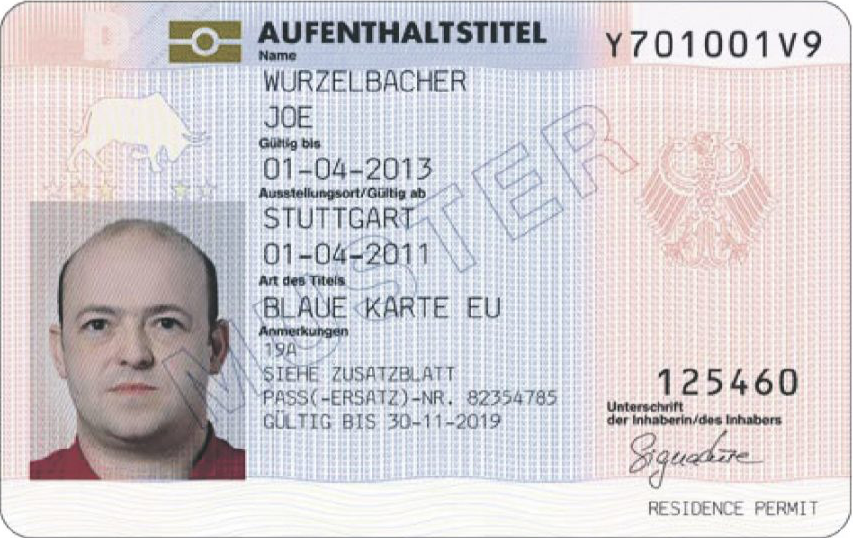 D
AUFENTHALTSTITEL
Y701001V9
Name
WURZELBACHER
JOE
Gültig bis
01-04-2013
Ausstellungsort/Gültig ab
STUTTGART
01-04-2011
Art des Titels
BLAUE KARTE EU
Anmerkungen
19A
SIEHE ZUSATZBLATT
PASS(-ERSATZ)-NR. 82354785
GÜLTIG BIS 30-11-2019
MUSTER
125460
Unterschrift
der Inhaberin/des Inhabers
Signature
RESIDENCE PERMIT